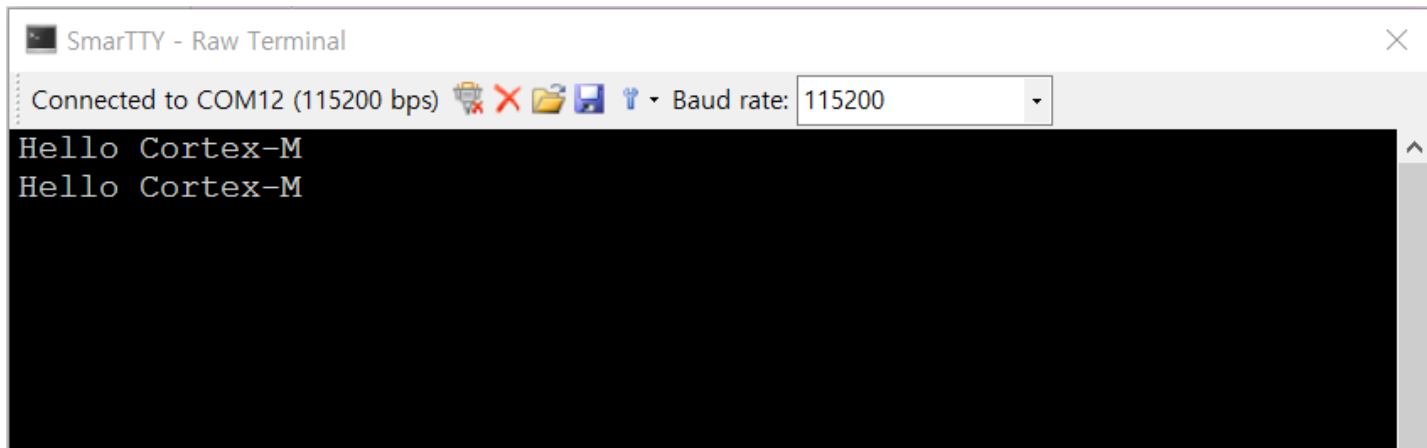 SmarTTY - Raw Terminal
Connected to COM12 (115200 bps) Baud rate: 115200
Hello Cortex-M
Hello Cortex-M